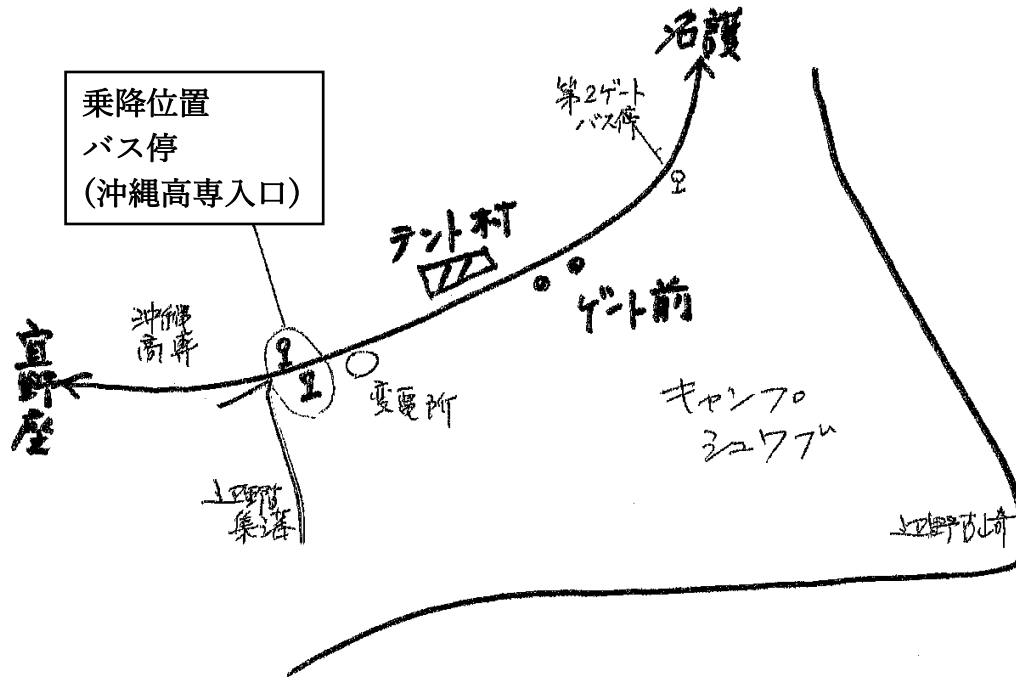 名護
第2ゲート
バス停
乗降位置
バス停
(沖縄高専入口)
テント村
ゲート前
沖縄
高専
宜野座
変電所
キャンプ
シュワブ
辺野古
集落
辺野古崎